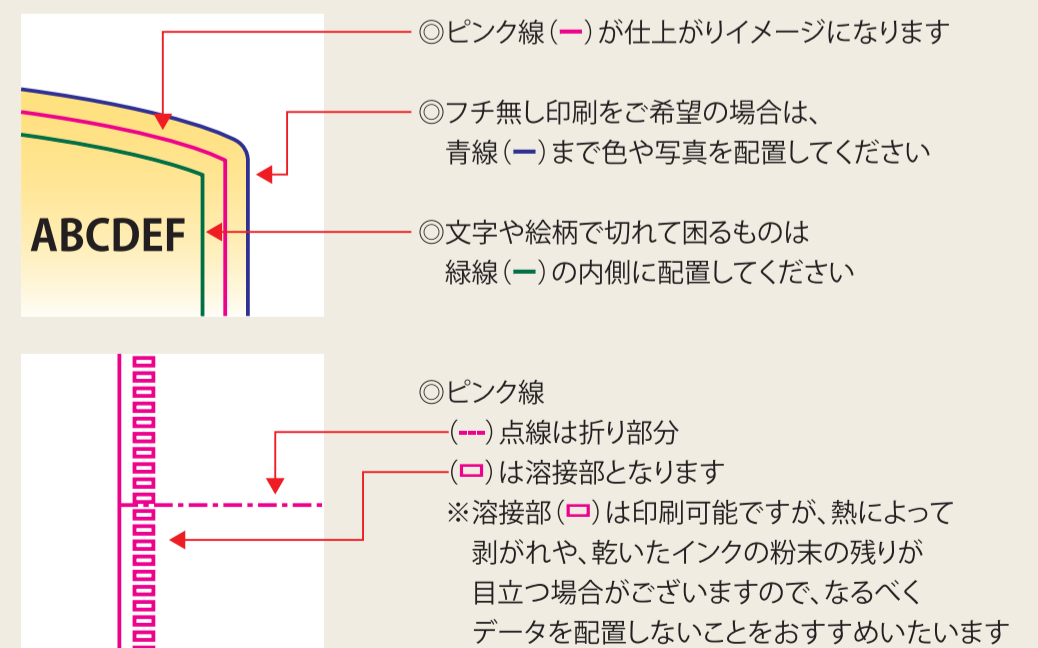 ◎ピンク線(━)が仕上がりイメージになります
◎フチ無し印刷をご希望の場合は、
青線(━)まで色や写真を配置してください
ABCDEF
◎文字や絵柄で切れて困るものは
緑線(━)の内側に配置してください
◎ピンク線
(---)点線は折り部分
(▭)は溶接部となります
※溶接部(▭)は印刷可能ですが、熱によって
剥がれや、乾いたインクの粉末の残りが
目立つ場合がございますので、なるべく
データを配置しないことをおすすめいたいます